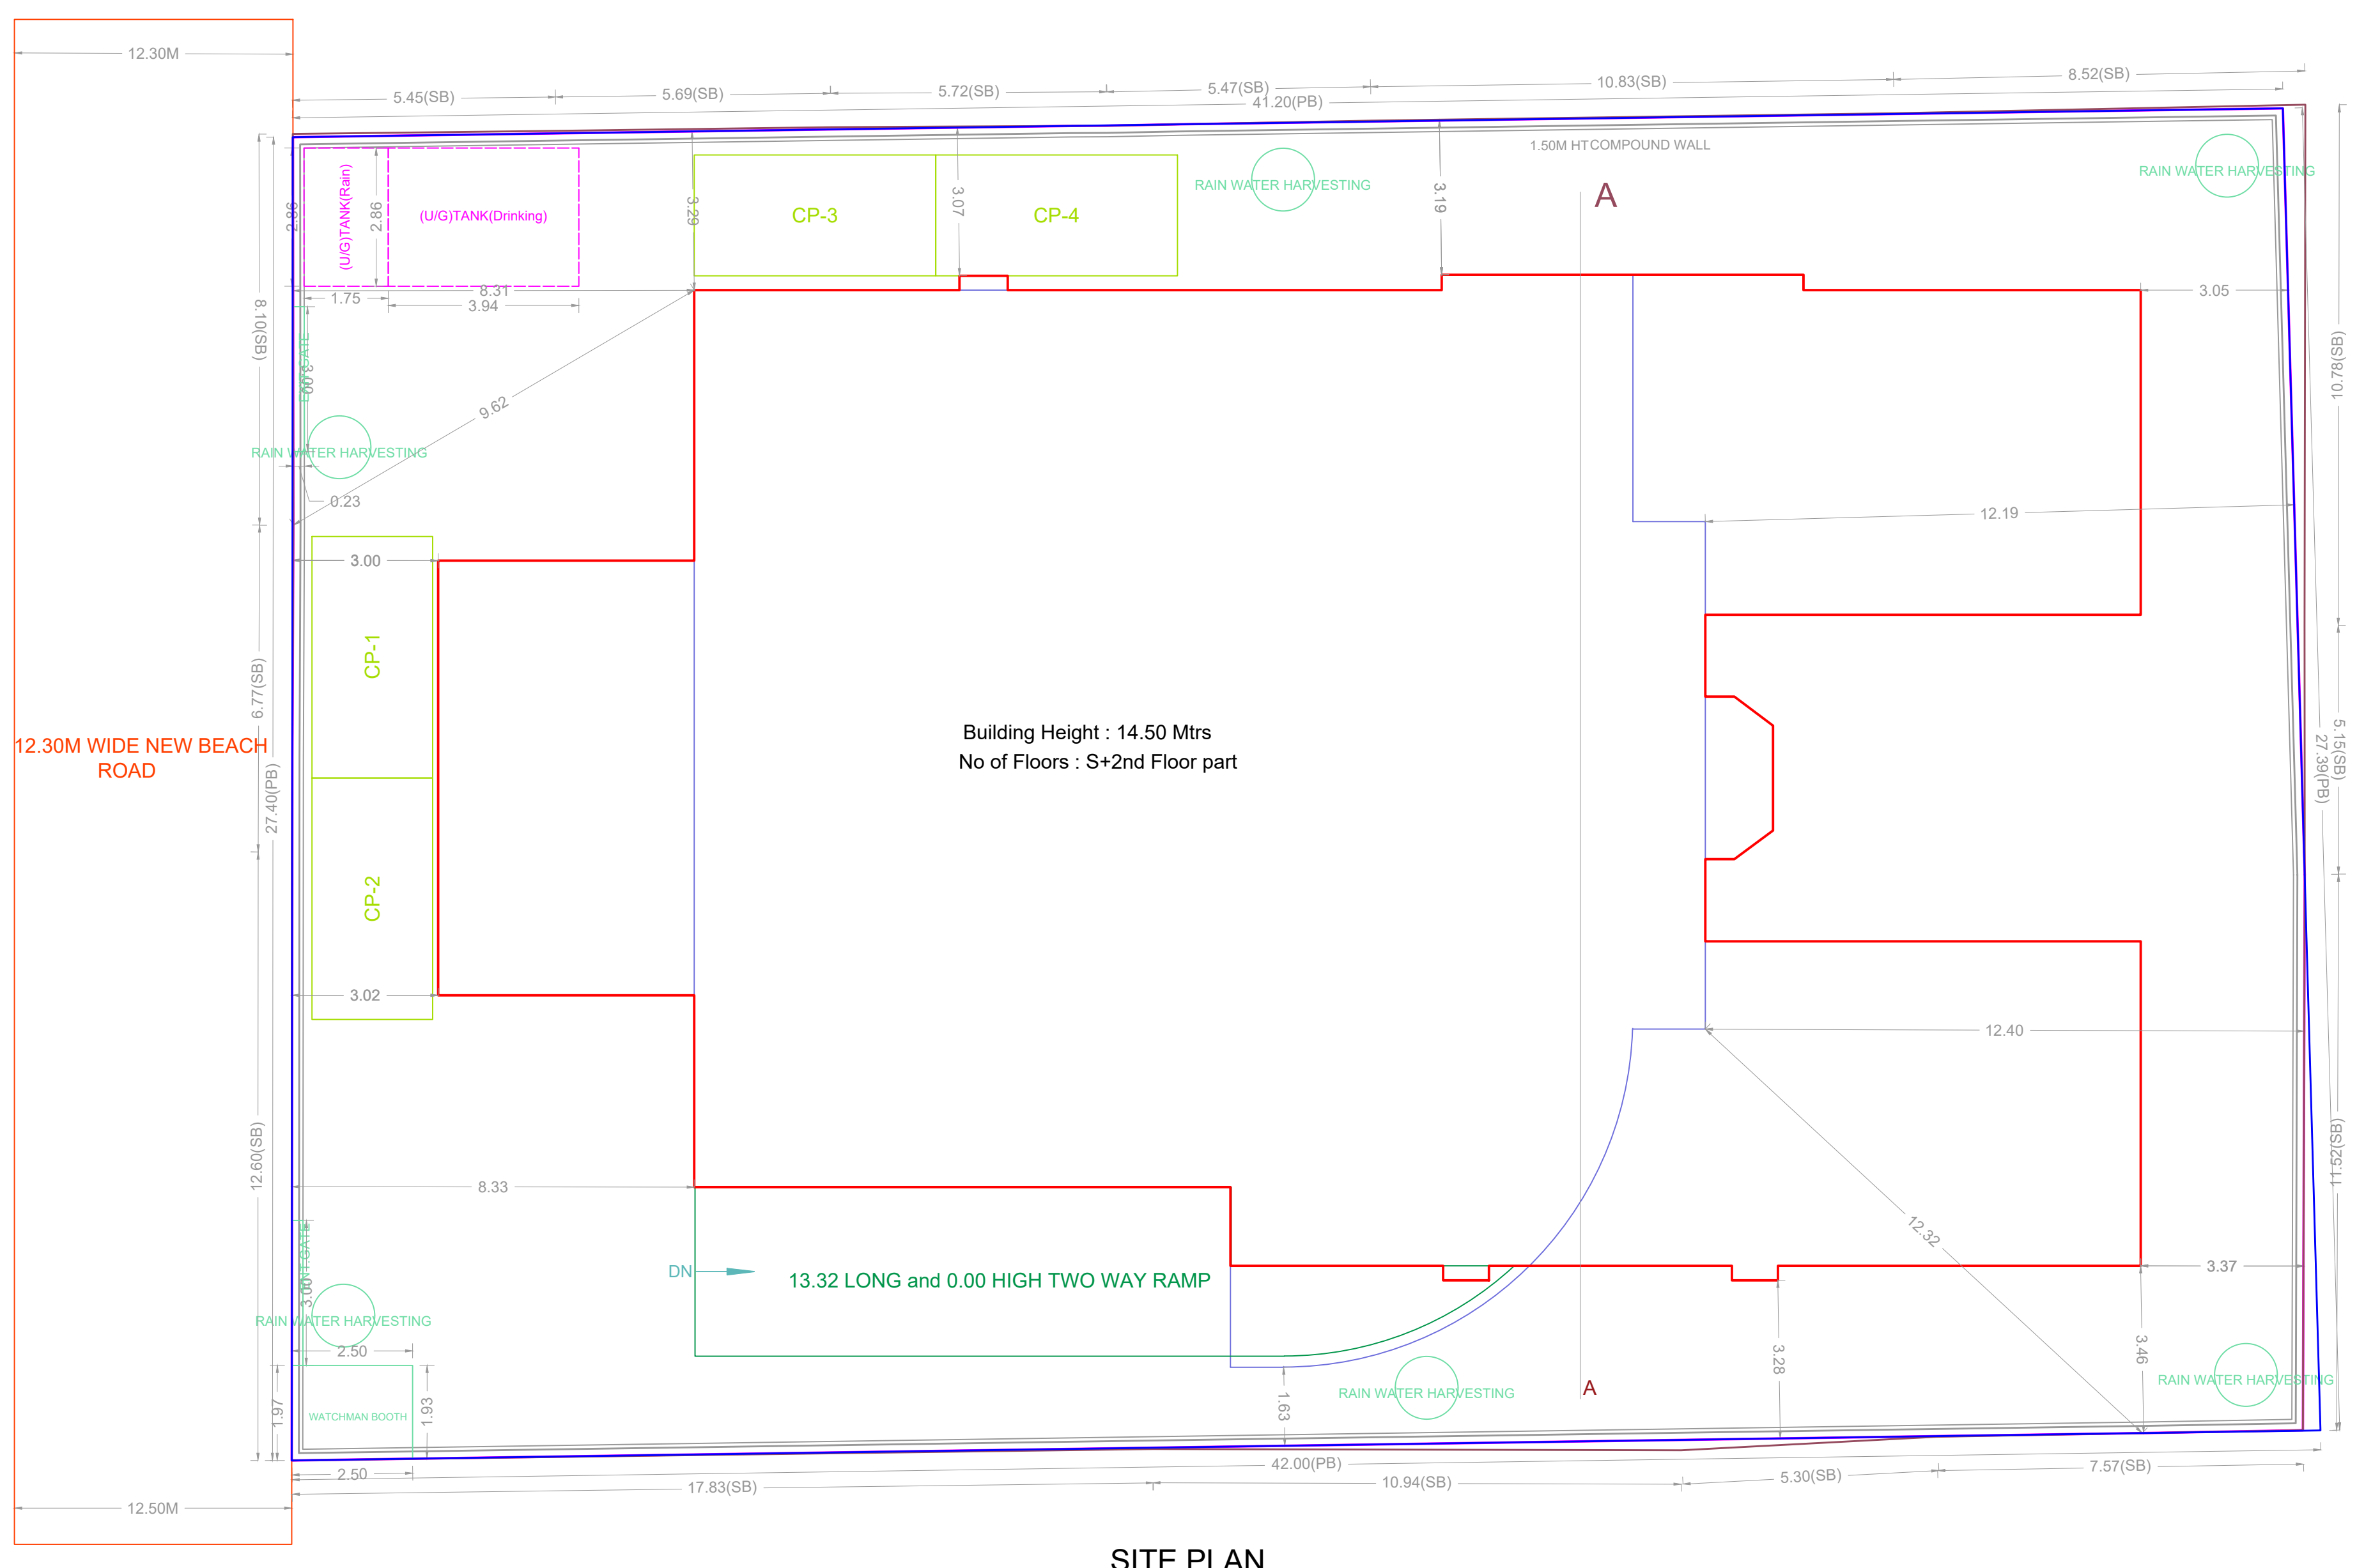 12.30M
5.45(SB)
5.69(SB)
5.72(SB)
5.47(SB)
10.83(SB)
8.52(SB)
41.20(PB)
1.50M HT COMPOUND WALL
RAIN WATER HARVESTING
RAIN WATER HARVESTING
A
2.86
(U/G)TANK(Rain)
2.86
(U/G)TANK(Drinking)
3.29
CP-3
3.07
CP-4
3.19
8.31
1.75
3.94
3.05
8.10(SB)
3.00
10.78(SB)
9.62
RAIN WATER HARVESTING
0.23
12.19
3.00
CP-1
6.77(SB)
12.30M WIDE NEW BEACH
ROAD
27.40(PB)
Building Height : 14.50 Mtrs
No of Floors : S+2nd Floor part
5.15(SB)
27.39(PB)
CP-2
3.02
12.40
12.60(SB)
11.52(SB)
8.33
12.32
ENT.GATE
3.00
DN
13.32 LONG and 0.00 HIGH TWO WAY RAMP
3.37
RAIN WATER HARVESTING
2.50
3.28
3.46
RAIN WATER HARVESTING
RAIN WATER HARVESTING
A
1.97
WATCHMAN BOOTH
1.93
1.63
2.50
42.00(PB)
17.83(SB)
10.94(SB)
5.30(SB)
7.57(SB)
12.50M
SITE PLAN